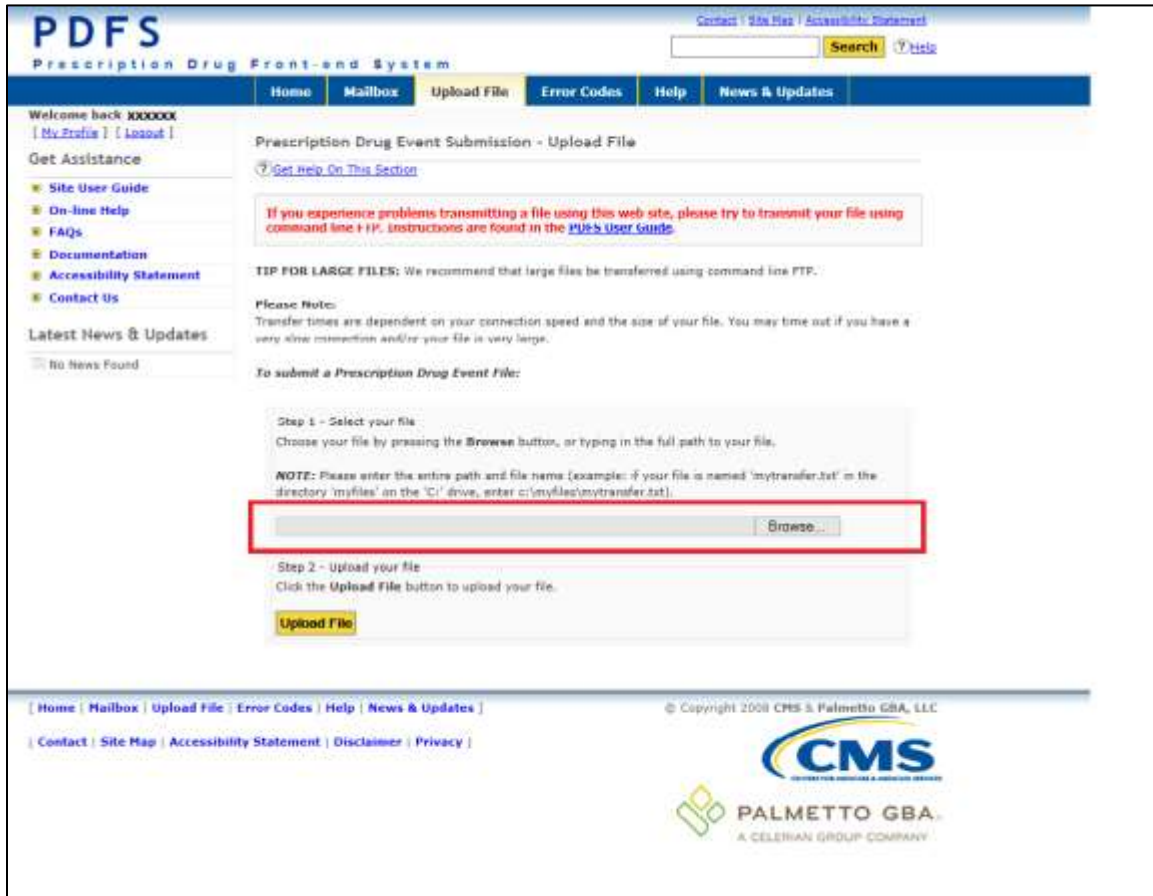 PDFS
Prescription Drug Front-end System
Contact | Site Map | Accessibility Statement
Search ? Help
Home Mailbox Upload File Error Codes Help News & Updates
Welcome back XXXXXX
[ My Profile ] [ Logout ]
Get Assistance
Site User Guide
On-line Help
FAQs
Documentation
Accessibility Statement
Contact Us
Latest News & Updates
No News Found
Prescription Drug Event Submission - Upload File
? Get Help On This Section
If you experience problems transmitting a file using this web site, please try to transmit your file using
command line FTP. Instructions are found in the PDFS User Guide.
TIP FOR LARGE FILES: We recommend that large files be transferred using command line FTP.
Please Note:
Transfer times are dependent on your connection speed and the size of your file. You may time out if you have a
very slow connection and/or your file is very large.
To submit a Prescription Drug Event File:
Step 1 - Select your file
Choose your file by pressing the Browse button, or typing in the full path to your file.
NOTE: Please enter the entire path and file name (example: if your file is named 'mytransfer.txt' in the
directory 'myfiles' on the 'C:' drive, enter c:\myfiles\mytransfer.txt).
Browse...
Step 2 - Upload your file
Click the Upload File button to upload your file.
Upload File
[ Home | Mailbox | Upload File | Error Codes | Help | News & Updates ]
| Contact | Site Map | Accessibility Statement | Disclaimer | Privacy |
© Copyright 2008 CMS & Palmetto GBA, LLC
CMS
CENTERS FOR MEDICARE & MEDICAID SERVICES
PALMETTO GBA.
A CELERIAN GROUP COMPANY